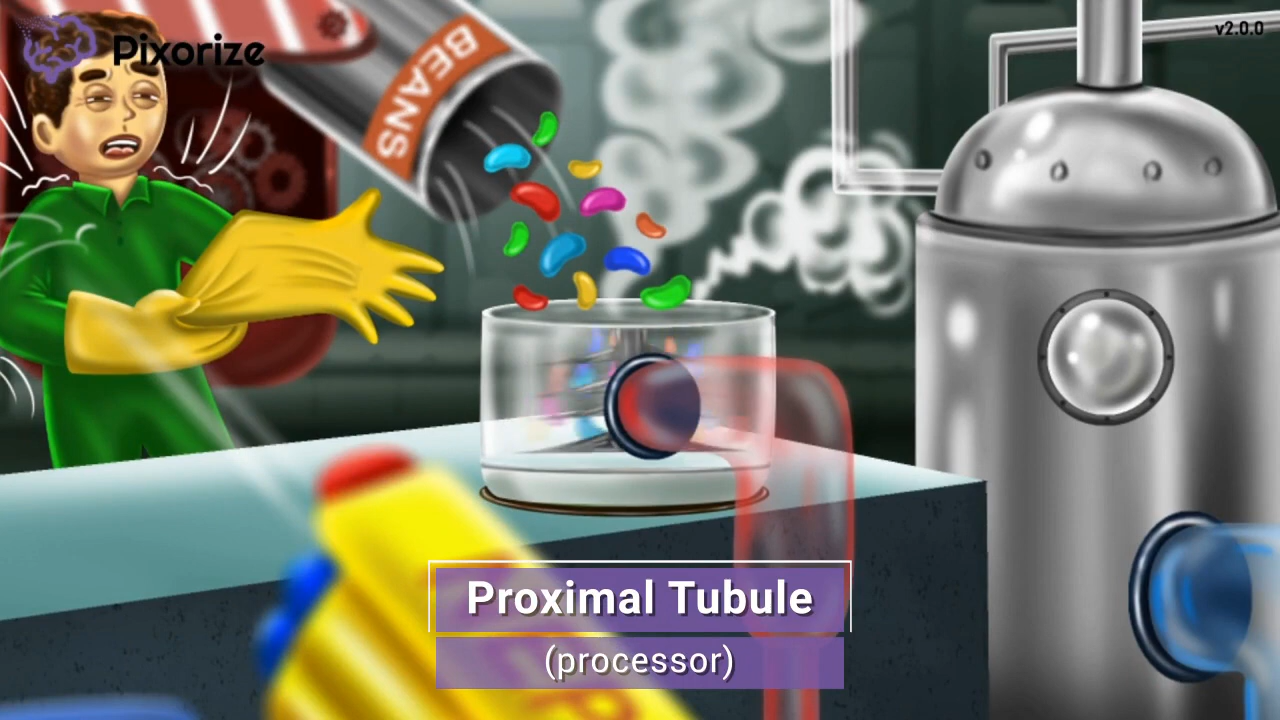 Pixorize
v2.0.0
BEANS
Proximal Tubule
(processor)